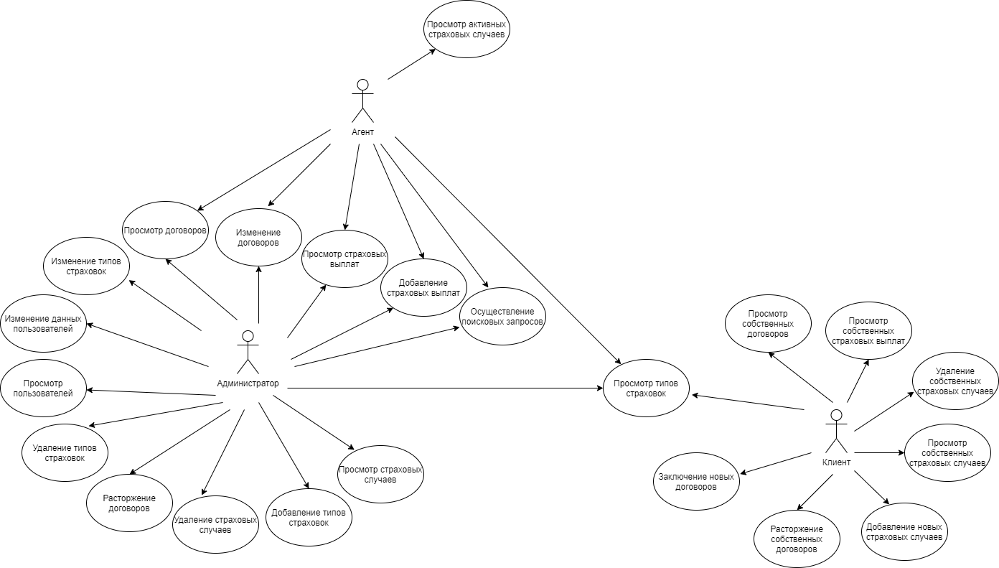 Просмотр активных
страховых случаев
Агент
Просмотр договоров
Изменение
договоров
Просмотр страховых
выплат
Изменение типов
страховок
Добавление
страховых выплат
Осуществление
поисковых запросов
Изменение данных
пользователей
Просмотр
собственных
договоров
Просмотр
собственных
страховых выплат
Просмотр
пользователей
Администратор
Просмотр типов
страховок
Удаление
собственных
страховых случаев
Удаление типов
страховок
Просмотр
собственных
страховых случаев
Клиент
Просмотр страховых
случаев
Заключение новых
договоров
Расторжение
договоров
Удаление страховых
случаев
Добавление типов
страховок
Расторжение
собственных
договоров
Добавление новых
страховых случаев